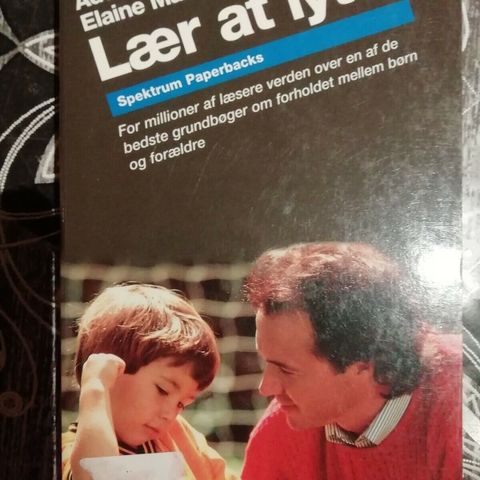 Elaine
Lær at
Spektrum Paperbacks
For millioner af læsere verden over en af de
bedste grundbøger om forholdet mellem børn
og forældre